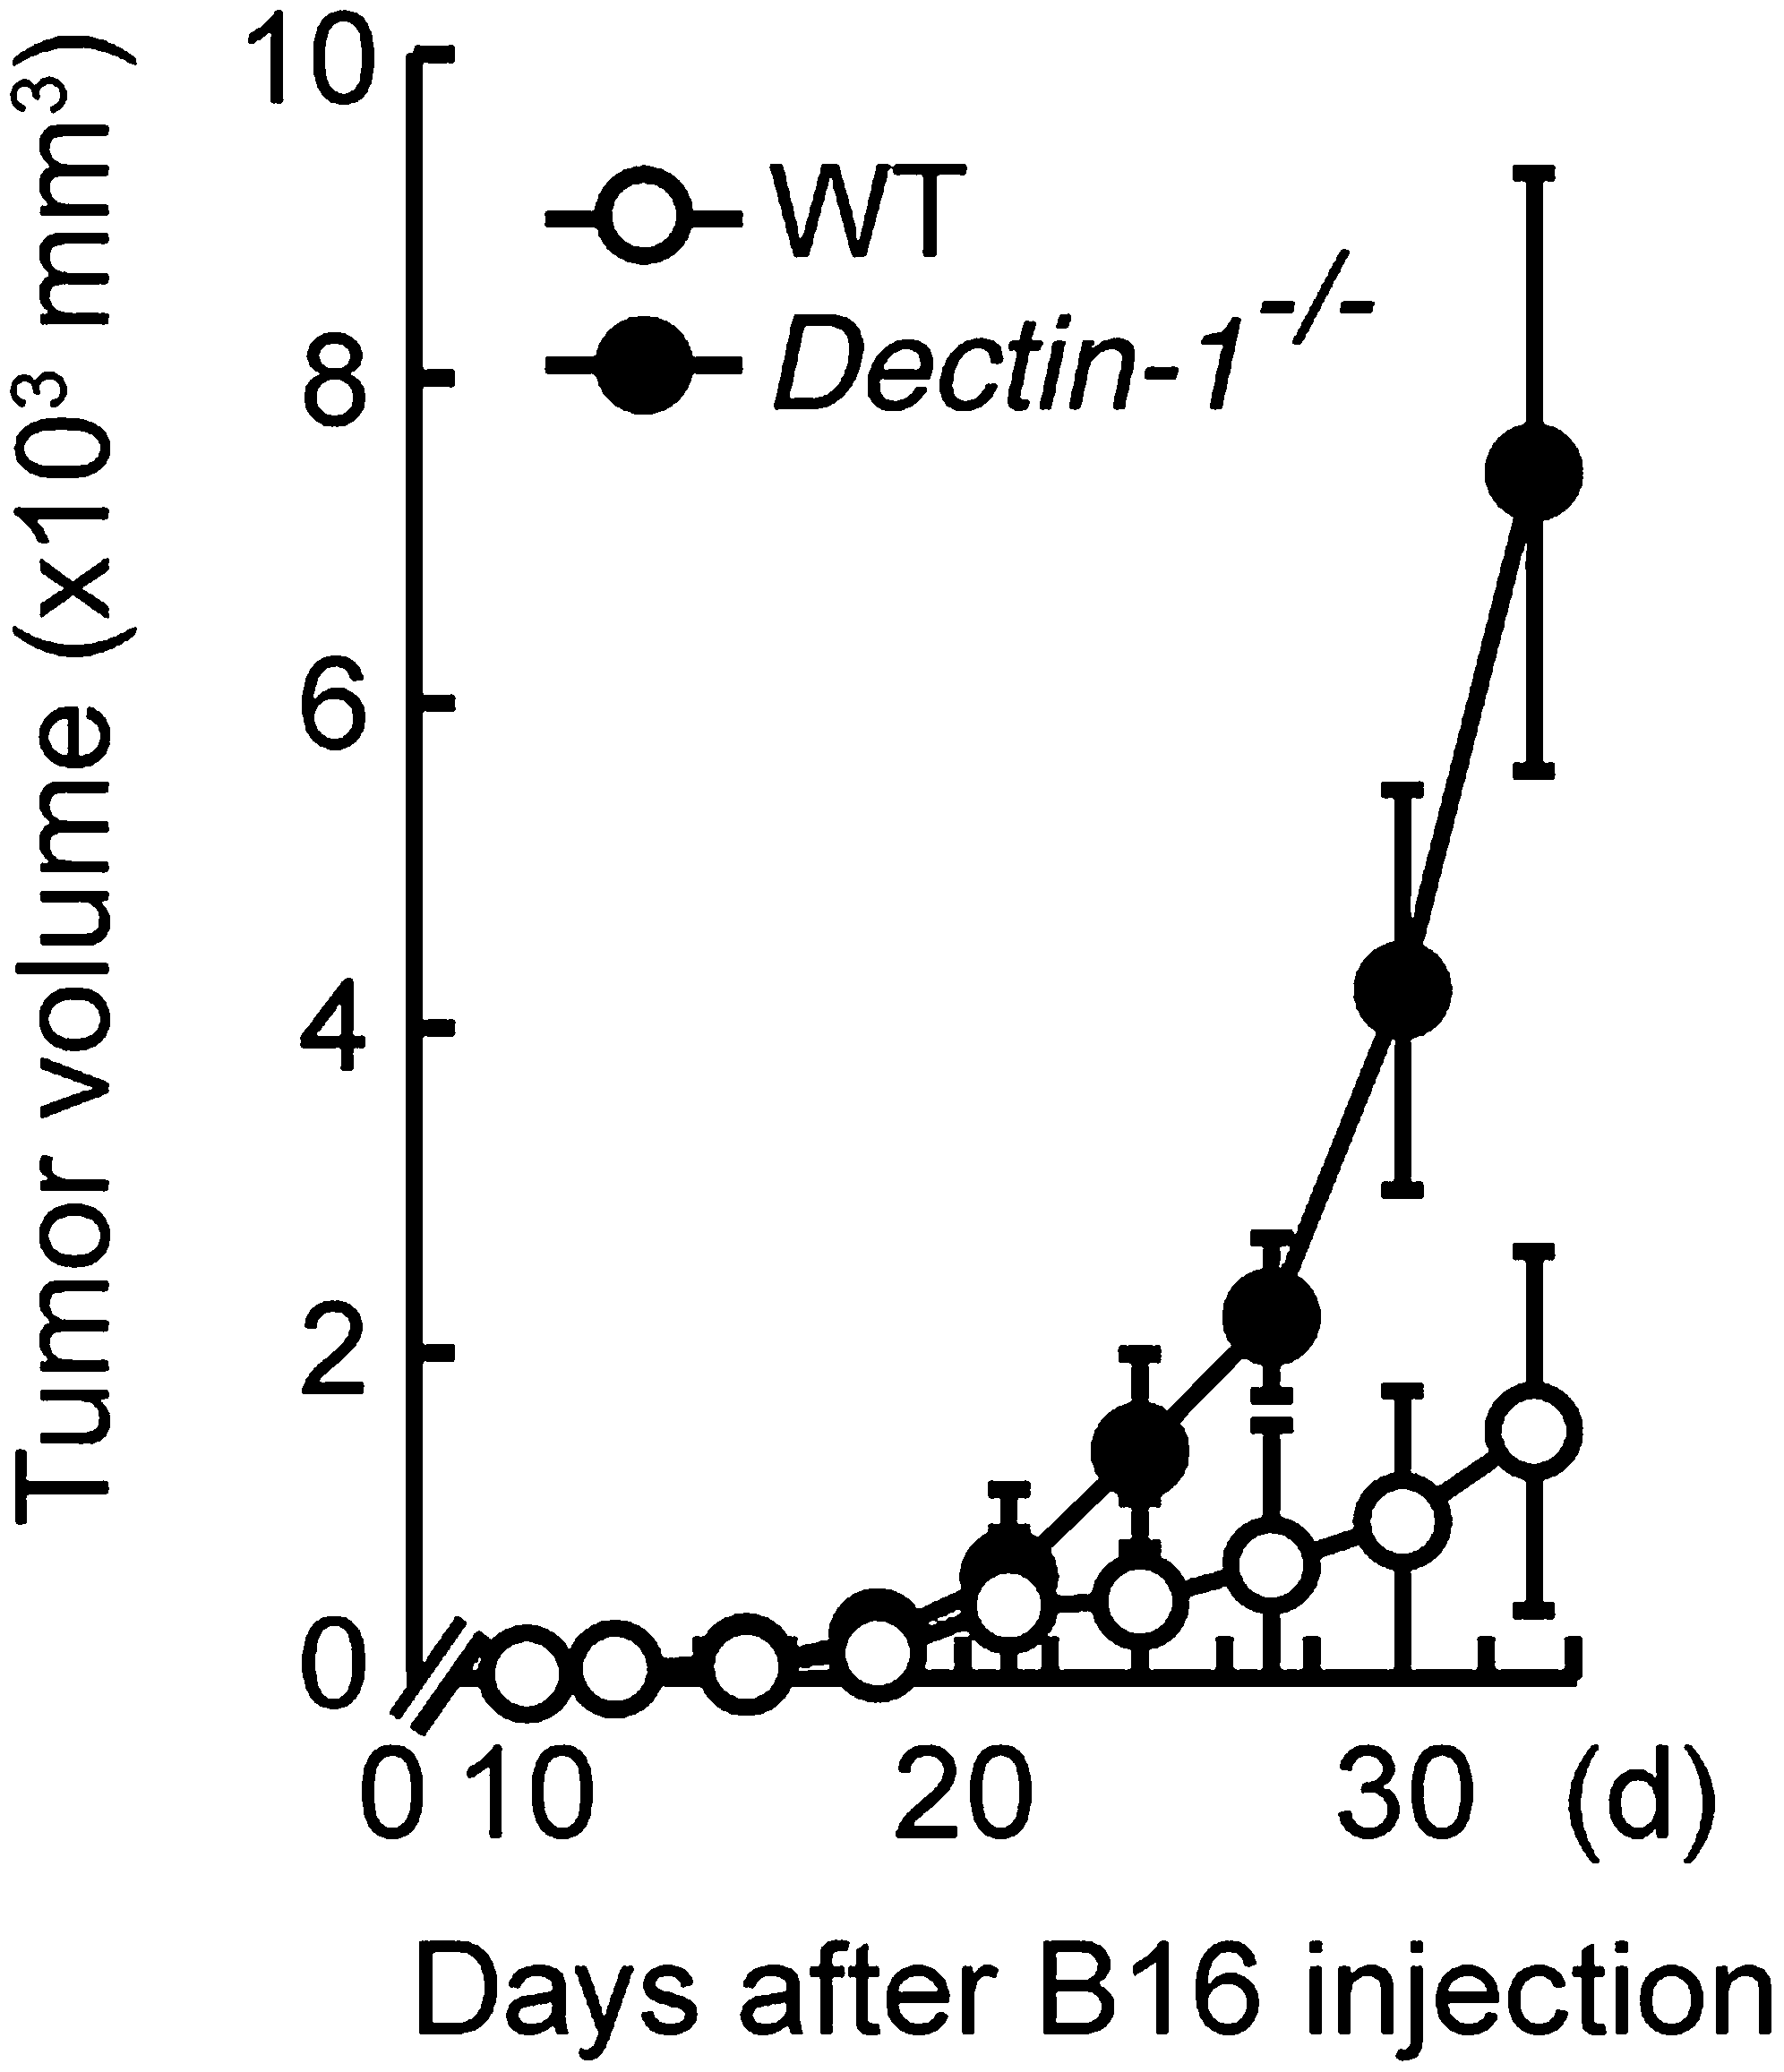 Tumor volume (x10³ mm³)
10
8
6
4
2
0
WT
Dectin-1-/-
0 10 20 30 (d)
Days after B16 injection